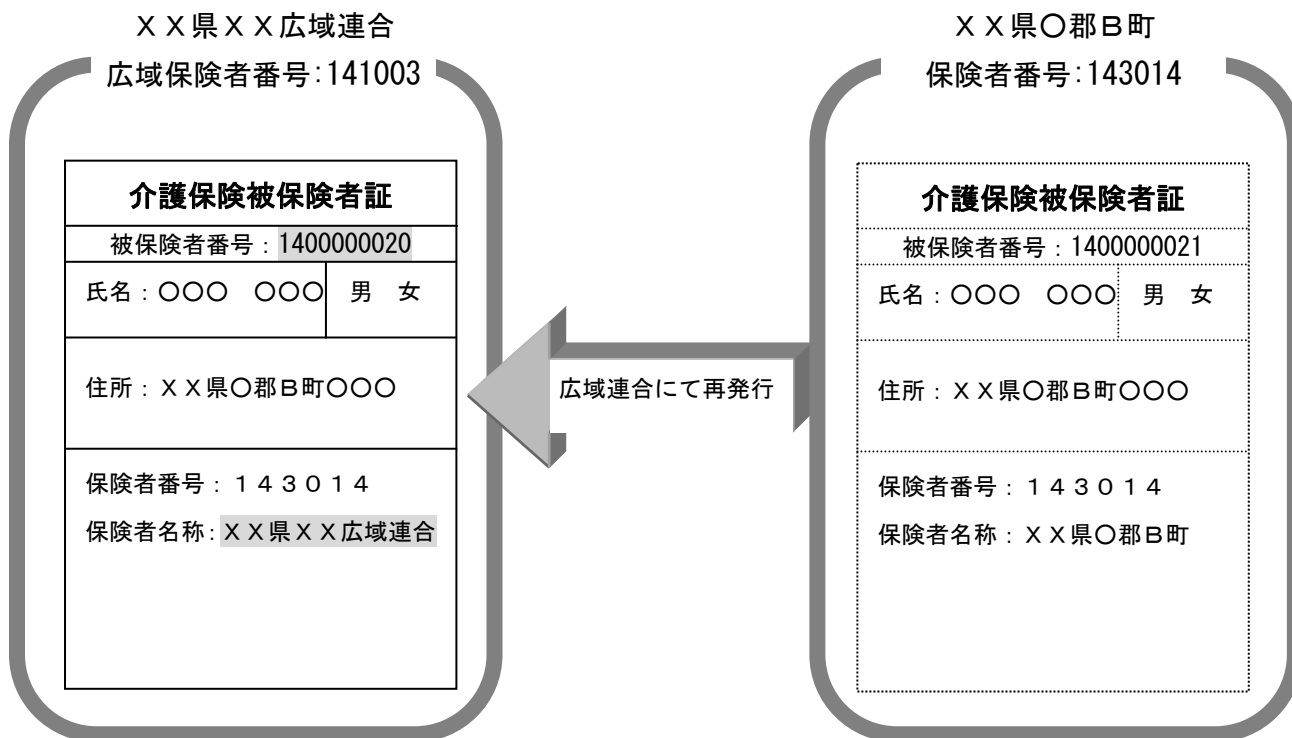 ＸＸ県ＸＸ広域連合
広域保険者番号：141003
介護保険被保険者証
被保険者番号：1400000020
氏名：〇〇〇　〇〇〇　男　女
住所：ＸＸ県〇郡Ｂ町〇〇〇
保険者番号：１４３０１４
保険者名称：ＸＸ県ＸＸ広域連合
広域連合にて再発行
ＸＸ県〇郡Ｂ町
保険者番号：143014
介護保険被保険者証
被保険者番号：1400000021
氏名：〇〇〇　〇〇〇　男　女
住所：ＸＸ県〇郡Ｂ町〇〇〇
保険者番号：１４３０１４
保険者名称：ＸＸ県〇郡Ｂ町